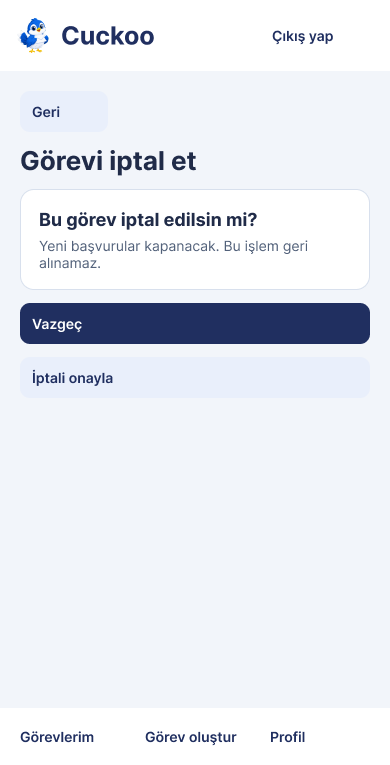 Cuckoo
Çıkış yap
Geri
Görevi iptal et
Bu görev iptal edilsin mi?
Yeni başvurular kapanacak. Bu işlem geri
alınamaz.
Vazgeç
İptali onayla
Görevlerim
Görev oluştur
Profil